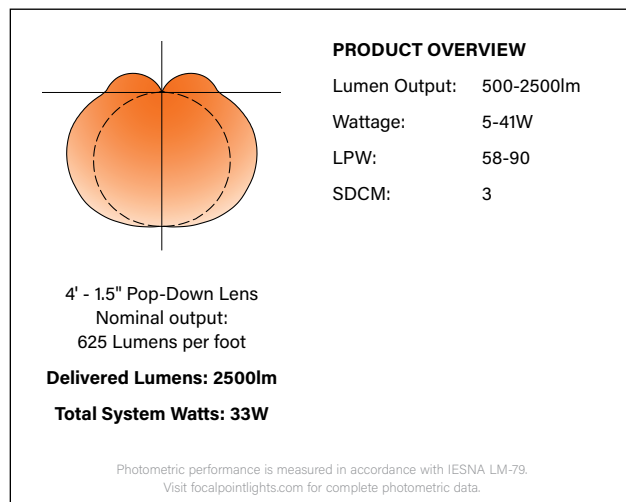 PRODUCT OVERVIEW
Lumen Output: 500-2500lm
Wattage: 5-41W
LPW: 58-90
SDCM: 3
4' - 1.5" Pop-Down Lens
Nominal output:
625 Lumens per foot
Delivered Lumens: 2500lm
Total System Watts: 33W
Photometric performance is measured in accordance with IESNA LM-79.
Visit focalpointlights.com for complete photometric data.